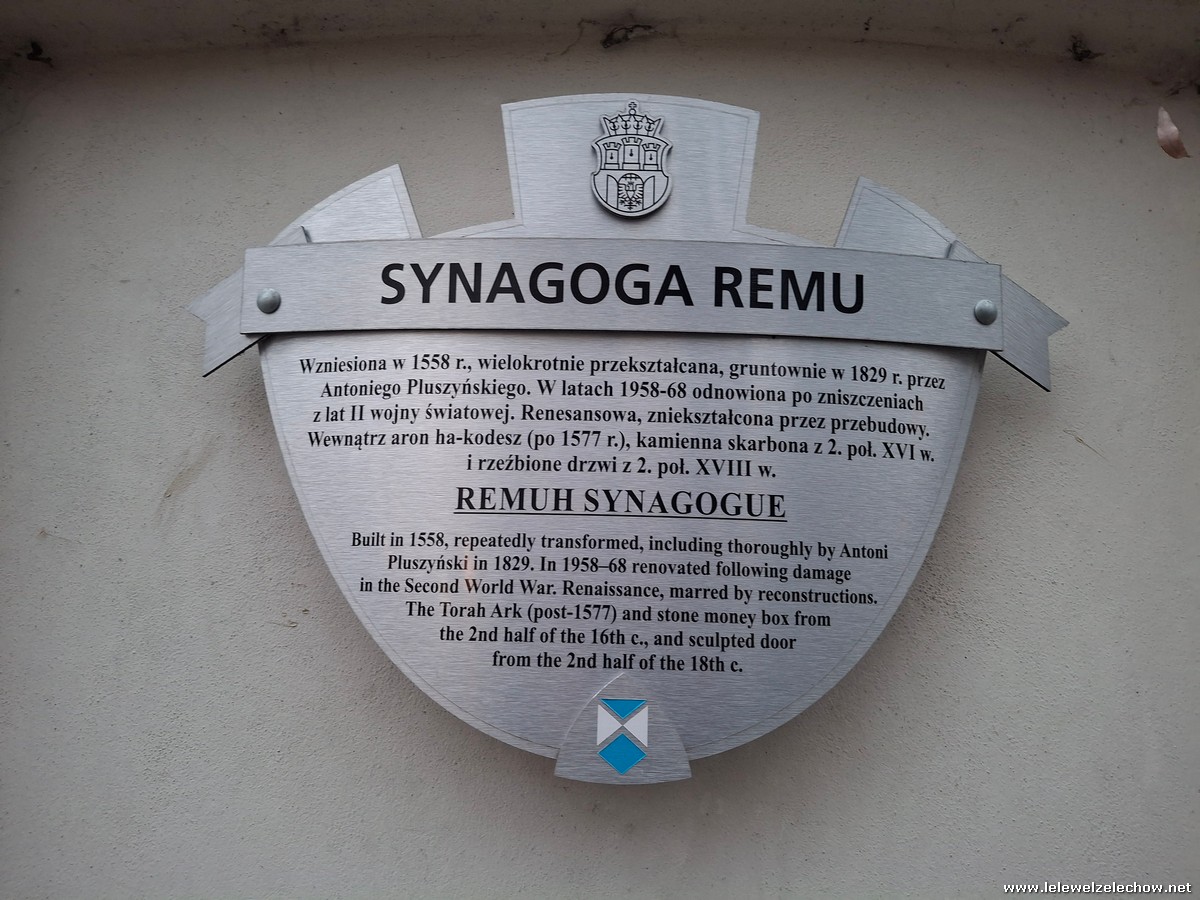 SYNAGOGA REMU
Wzniesiona w 1558 r., wielokrotnie przekształcana, gruntownie w 1829 r. przez
Antoniego Pluszyńskiego. W latach 1958-68 odnowiona po zniszczeniach
z lat II wojny światowej. Renesansowa, zniekształcona przez przebudowy.
Wewnątrz aron ha-kodesz (po 1577 r.), kamienna skarbona z 2. poł. XVI w.
i rzeźbione drzwi z 2. poł. XVIII w.
REMUH SYNAGOGUE
Built in 1558, repeatedly transformed, including thoroughly by Antoni
Pluszyński in 1829. In 1958–68 renovated following damage
in the Second World War. Renaissance, marred by reconstructions.
The Torah Ark (post-1577) and stone money box from
the 2nd half of the 16th c., and sculpted door
from the 2nd half of the 18th c.
www.lelewelzelechow.net